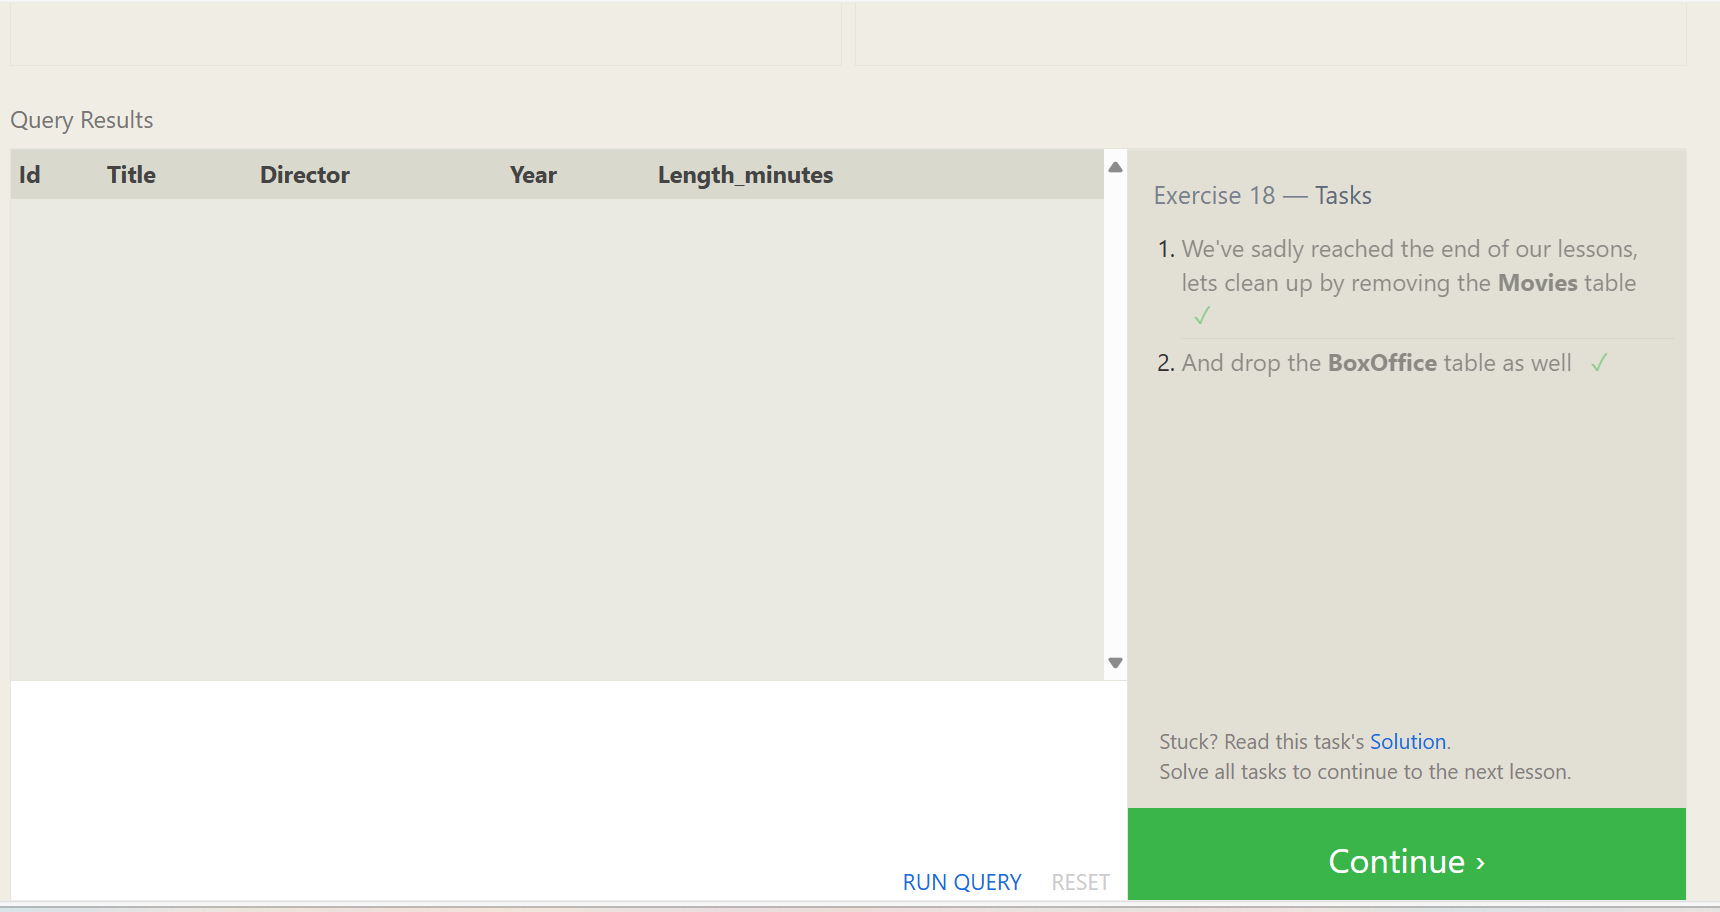 Query Results
Id Title Director Year Length_minutes
Exercise 18 — Tasks
1. We've sadly reached the end of our lessons,
lets clean up by removing the Movies table
✓
2. And drop the BoxOffice table as well ✓
Stuck? Read this task's Solution.
Solve all tasks to continue to the next lesson.
RUN QUERY RESET
Continue ›